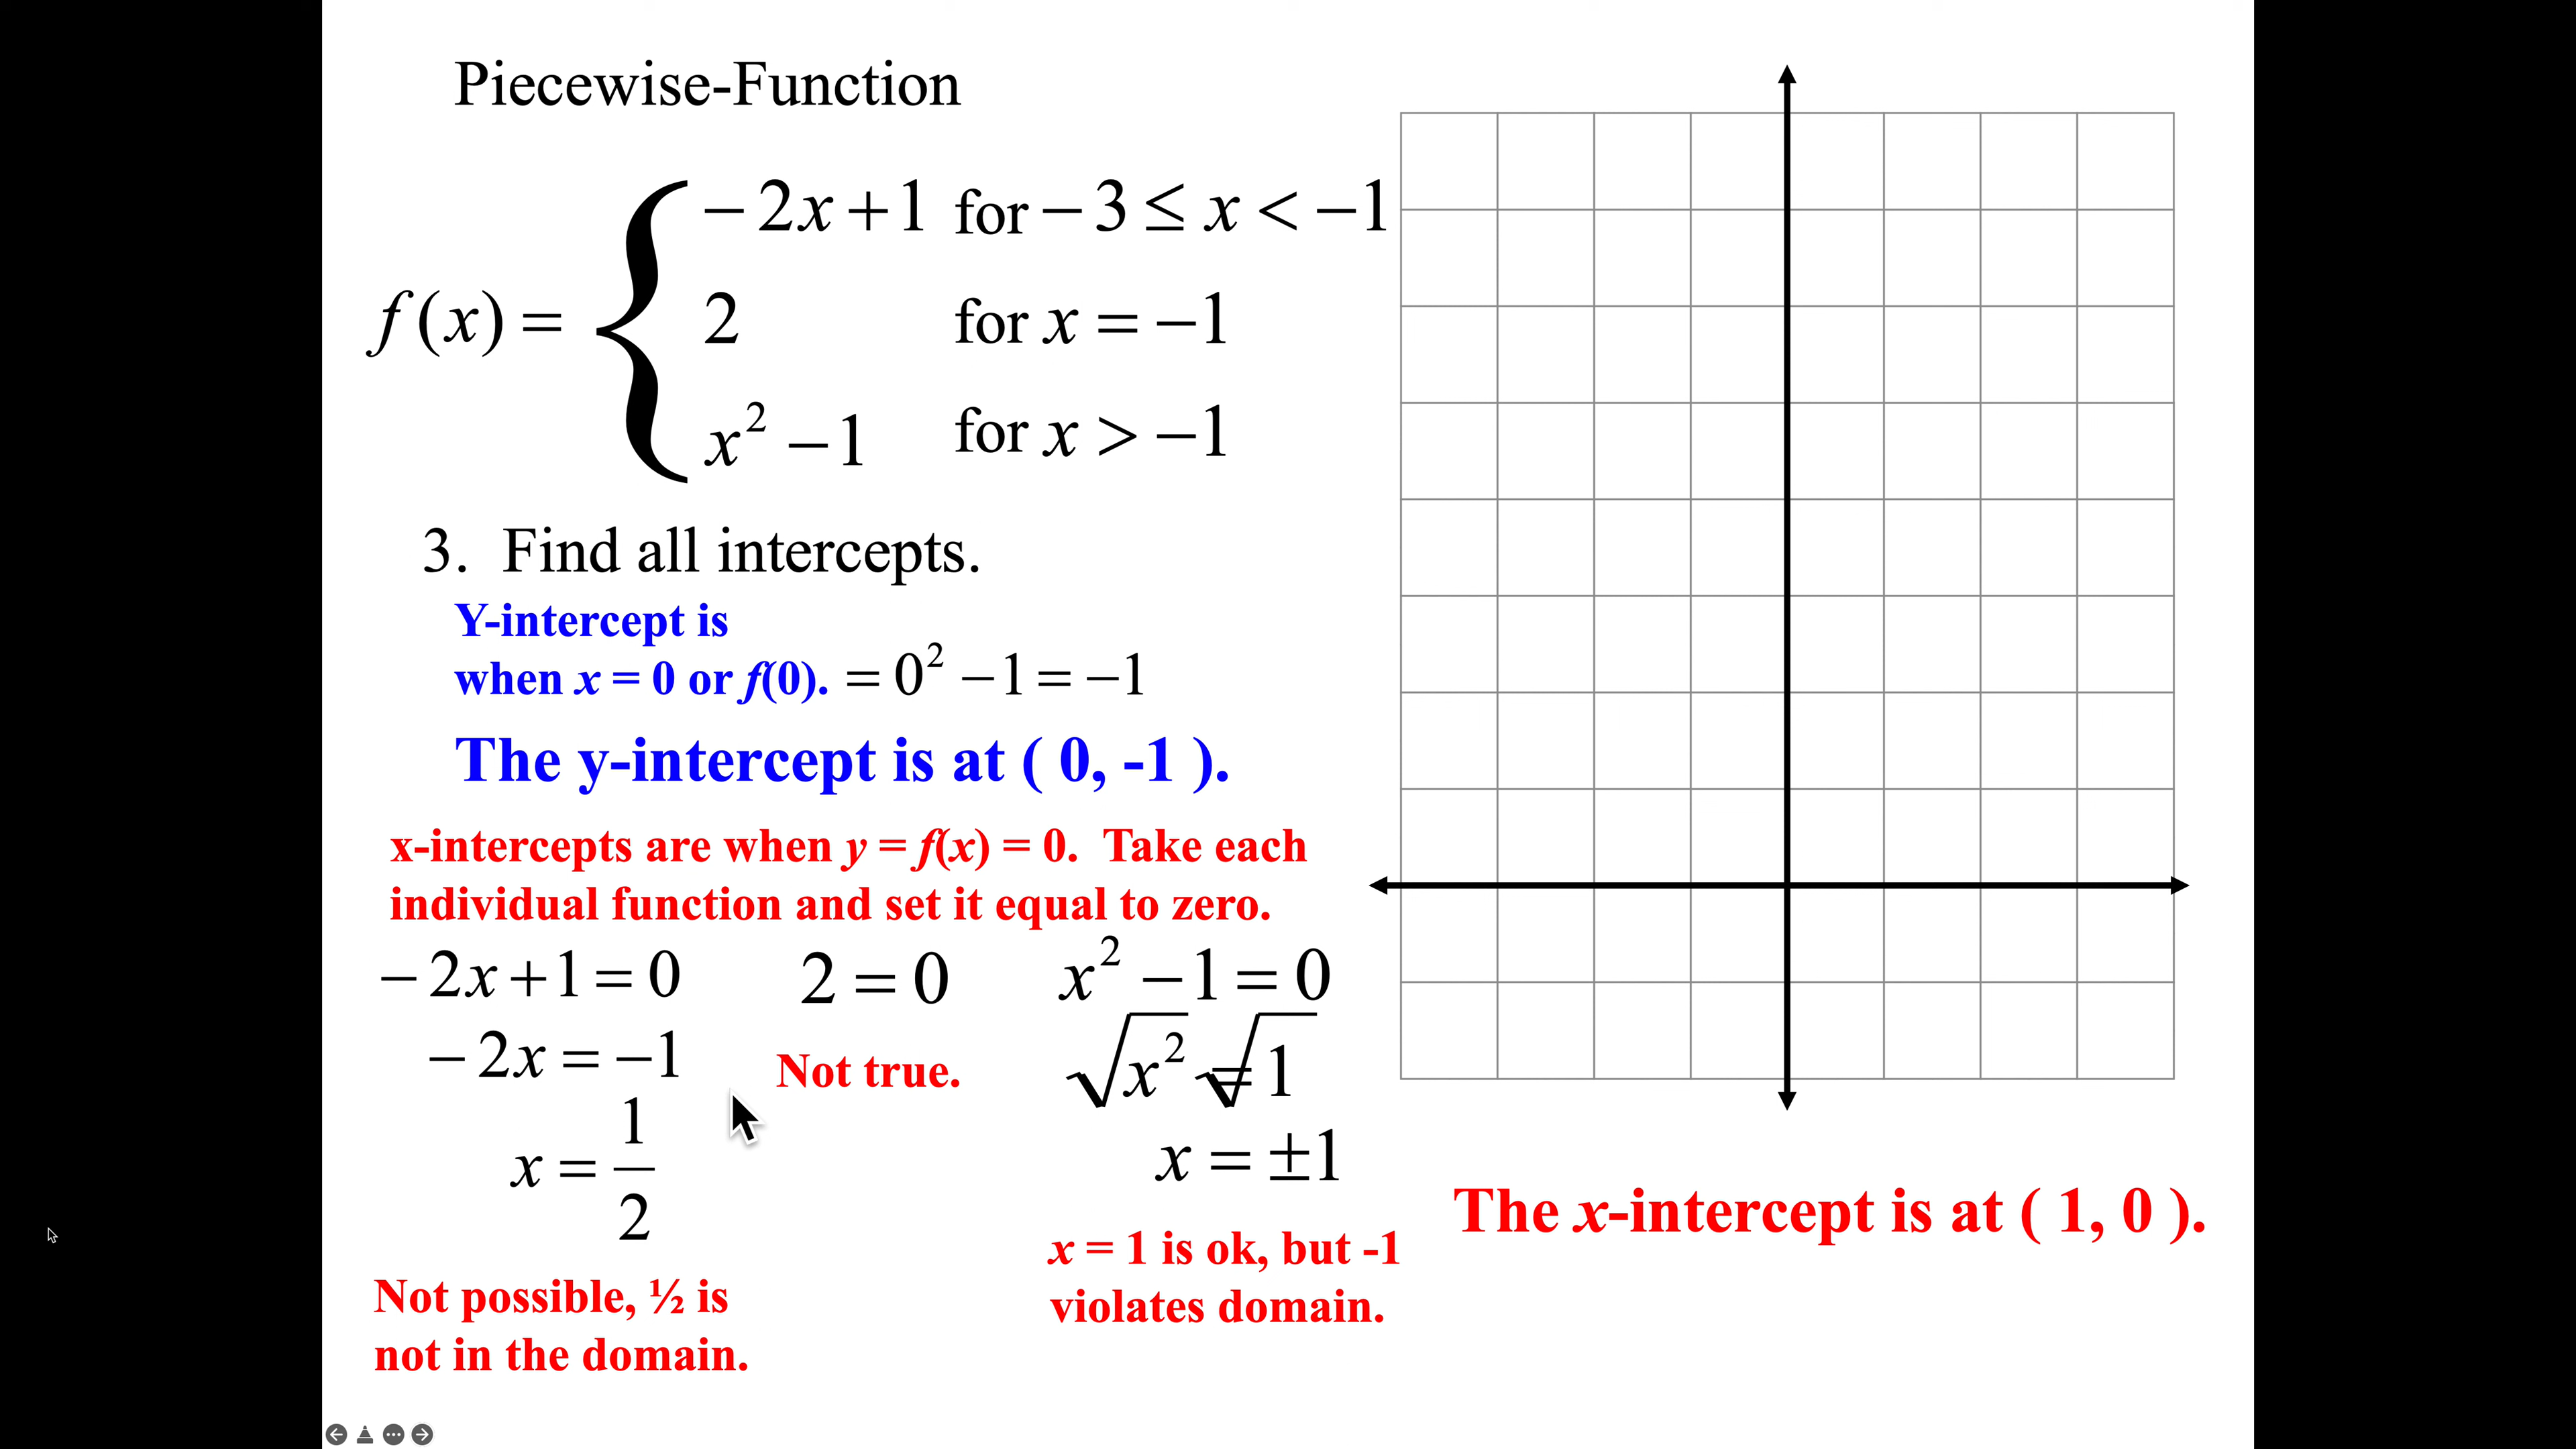 Piecewise-Function
f(x) = { −2x+1 for −3 ≤ x < −1
2 for x = −1
x² −1 for x > −1
3. Find all intercepts.
Y-intercept is
when x = 0 or f(0). = 0² −1 = −1
The y-intercept is at ( 0, -1 ).
x-intercepts are when y = f(x) = 0. Take each
individual function and set it equal to zero.
−2x+1 = 0 2 = 0 x² −1 = 0
−2x = −1 Not true. √x² = √1
x = 1/2 x = ±1
The x-intercept is at ( 1, 0 ).
x = 1 is ok, but -1
violates domain.
Not possible, ½ is
not in the domain.